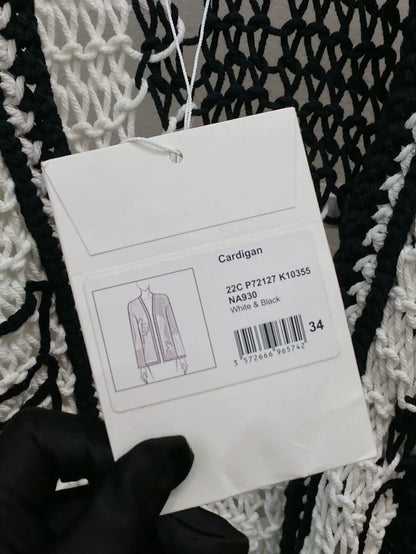 Cardigan
22C P72127 K10355
NA930
White & Black
34
3 572666 965742